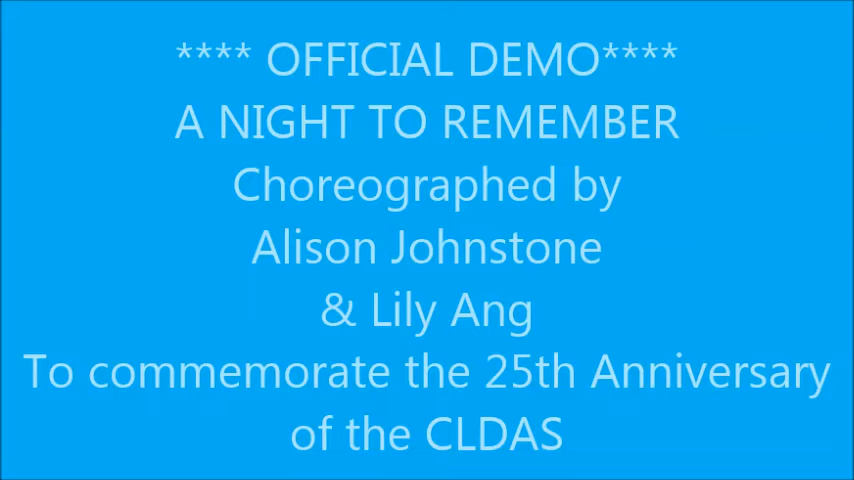 **** OFFICIAL DEMO****
A NIGHT TO REMEMBER
Choreographed by
Alison Johnstone
& Lily Ang
To commemorate the 25th Anniversary
of the CLDAS